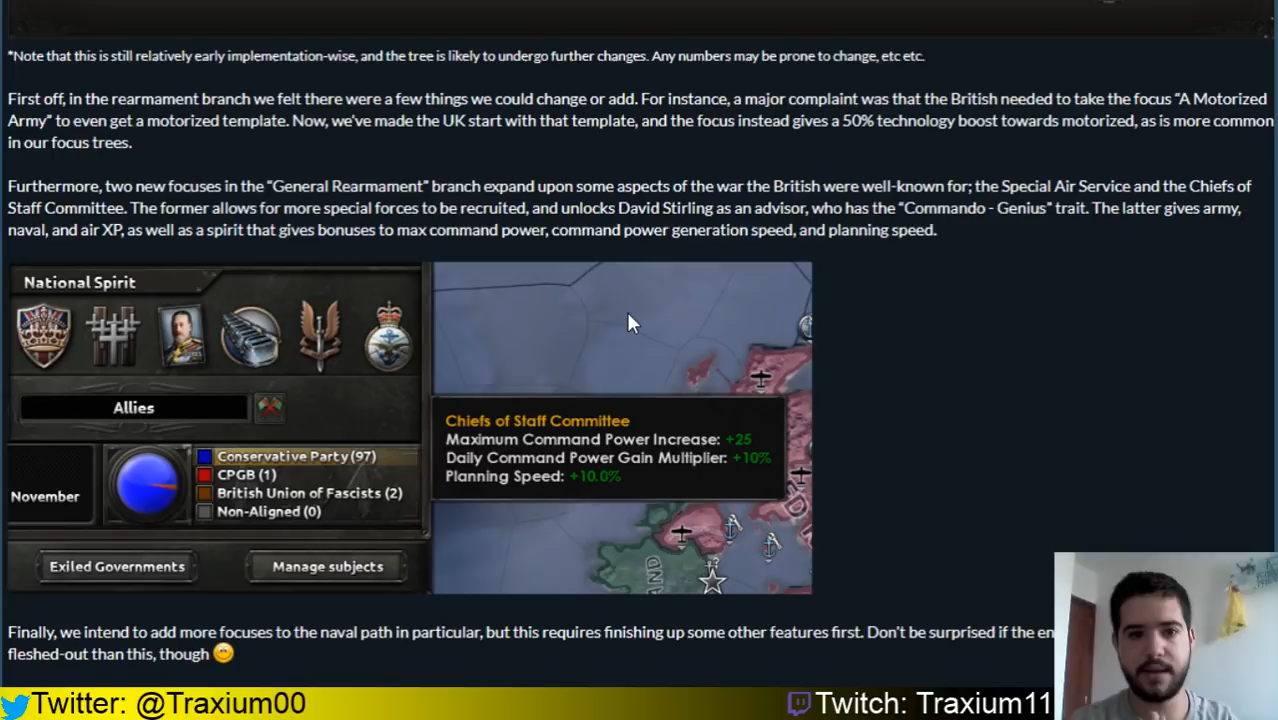 *Note that this is still relatively early implementation-wise, and the tree is likely to undergo further changes. Any numbers may be prone to change, etc etc.
First off, in the rearmament branch we felt there were a few things we could change or add. For instance, a major complaint was that the British needed to take the focus "A Motorized
Army" to even get a motorized template. Now, we've made the UK start with that template, and the focus instead gives a 50% technology boost towards motorized, as is more common
in our focus trees.
Furthermore, two new focuses in the "General Rearmament" branch expand upon some aspects of the war the British were well-known for; the Special Air Service and the Chiefs of
Staff Committee. The former allows for more special forces to be recruited, and unlocks David Stirling as an advisor, who has the "Commando - Genius" trait. The latter gives army,
naval, and air XP, as well as a spirit that gives bonuses to max command power, command power generation speed, and planning speed.
National Spirit
Allies
Chiefs of Staff Committee
Maximum Command Power Increase: +25
Daily Command Power Gain Multiplier: +10%
Planning Speed: +10.0%
Conservative Party (97)
CPGB (1)
British Union of Fascists (2)
Non-Aligned (0)
November
Exiled Governments
Manage subjects
Finally, we intend to add more focuses to the naval path in particular, but this requires finishing up some other features first. Don't be surprised if the
fleshed-out than this, though
Twitter: @Traxium00
Twitch: Traxium11